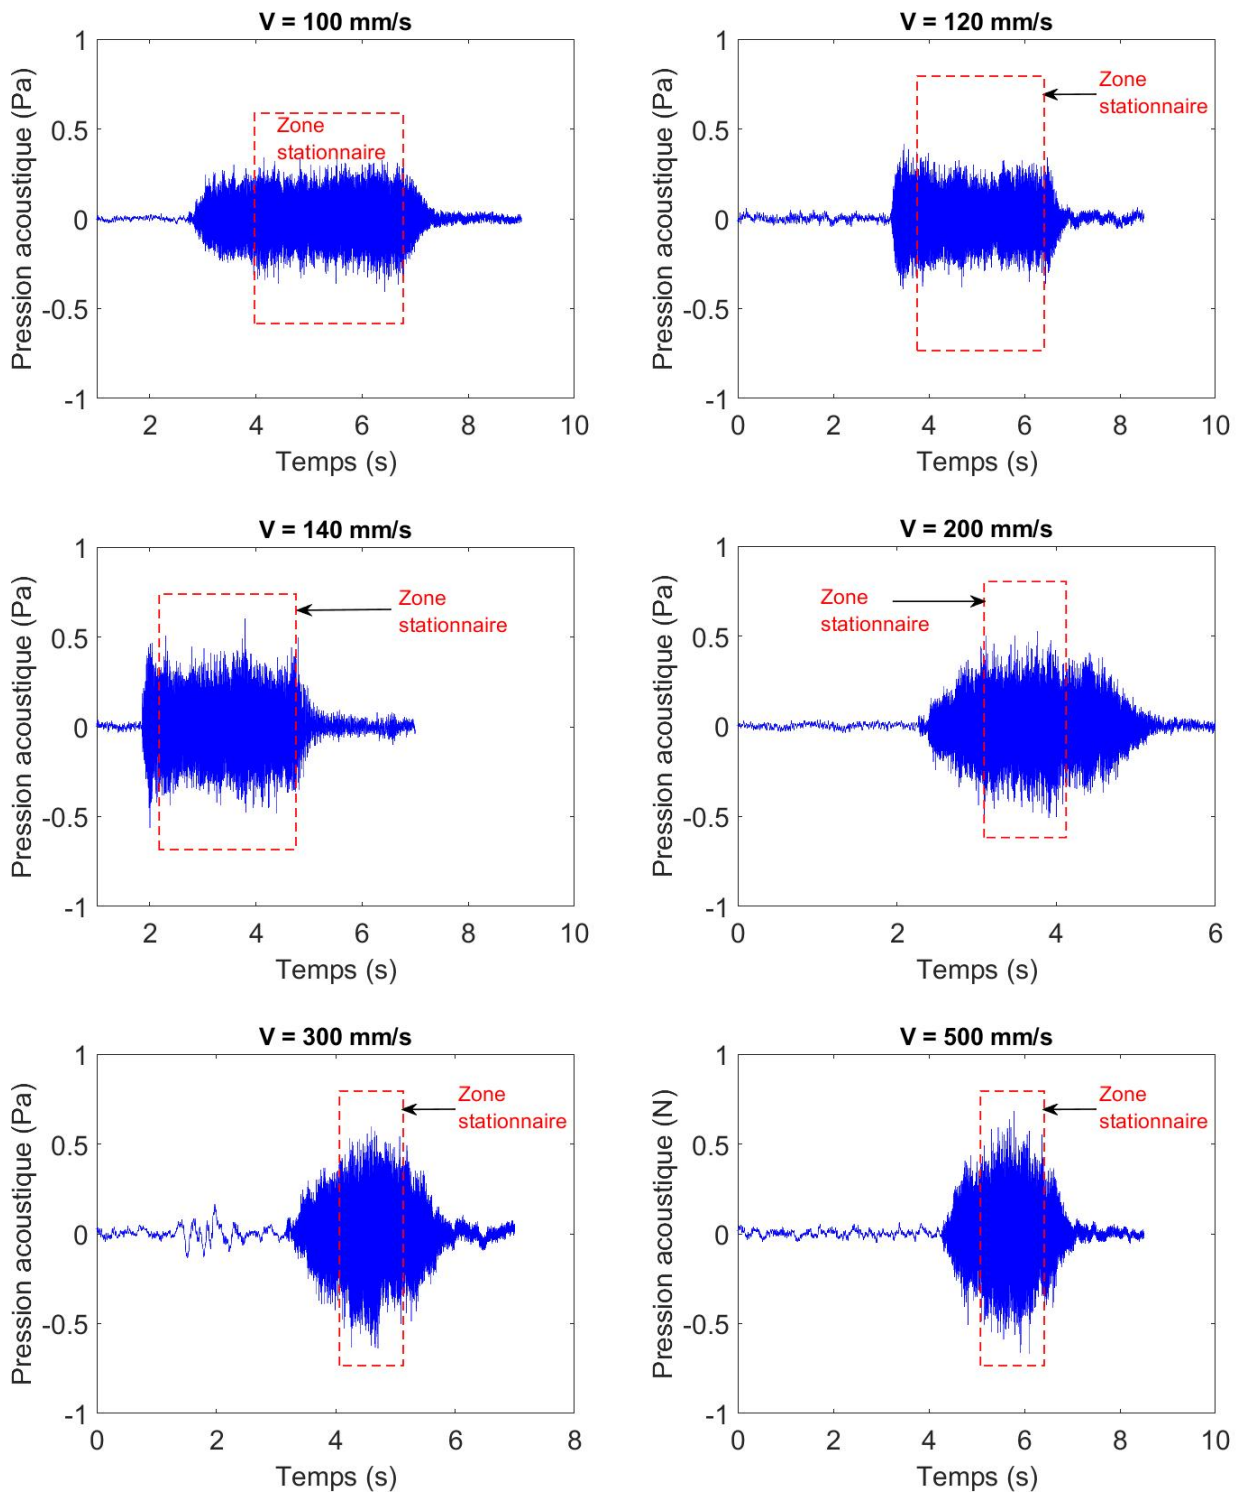 V = 100 mm/s
Pression acoustique (Pa)
1
0.5
0
-0.5
-1
Zone
stationnaire
2 4 6 8 10
Temps (s)
V = 120 mm/s
Pression acoustique (Pa)
1
0.5
0
-0.5
-1
Zone
stationnaire
0 2 4 6 8 10
Temps (s)
V = 140 mm/s
Pression acoustique (Pa)
1
0.5
0
-0.5
-1
Zone
stationnaire
2 4 6 8 10
Temps (s)
V = 200 mm/s
Pression acoustique (Pa)
1
0.5
0
-0.5
-1
Zone
stationnaire
0 2 4 6
Temps (s)
V = 300 mm/s
Pression acoustique (Pa)
1
0.5
0
-0.5
-1
Zone
stationnaire
0 2 4 6 8
Temps (s)
V = 500 mm/s
Pression acoustique (N)
1
0.5
0
-0.5
-1
Zone
stationnaire
0 2 4 6 8 10
Temps (s)